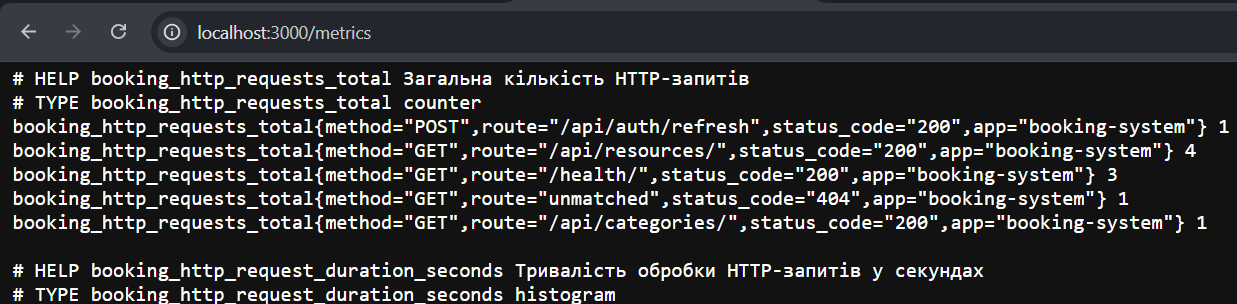 localhost:3000/metrics
# HELP booking_http_requests_total Загальна кількість HTTP-запитів
# TYPE booking_http_requests_total counter
booking_http_requests_total{method="POST",route="/api/auth/refresh",status_code="200",app="booking-system"} 1
booking_http_requests_total{method="GET",route="/api/resources/",status_code="200",app="booking-system"} 4
booking_http_requests_total{method="GET",route="/health/",status_code="200",app="booking-system"} 3
booking_http_requests_total{method="GET",route="unmatched",status_code="404",app="booking-system"} 1
booking_http_requests_total{method="GET",route="/api/categories/",status_code="200",app="booking-system"} 1
# HELP booking_http_request_duration_seconds Тривалість обробки HTTP-запитів у секундах
# TYPE booking_http_request_duration_seconds histogram